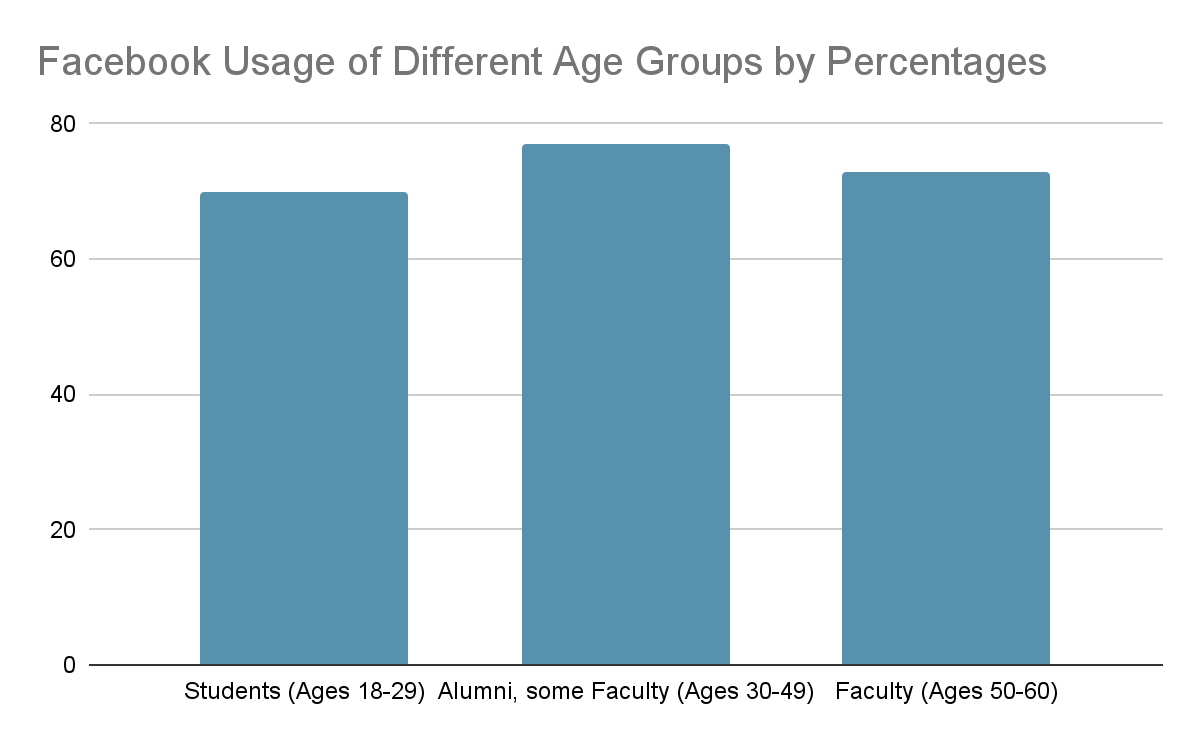 Facebook Usage of Different Age Groups by Percentages
80
60
40
20
0
Students (Ages 18-29) Alumni, some Faculty (Ages 30-49) Faculty (Ages 50-60)